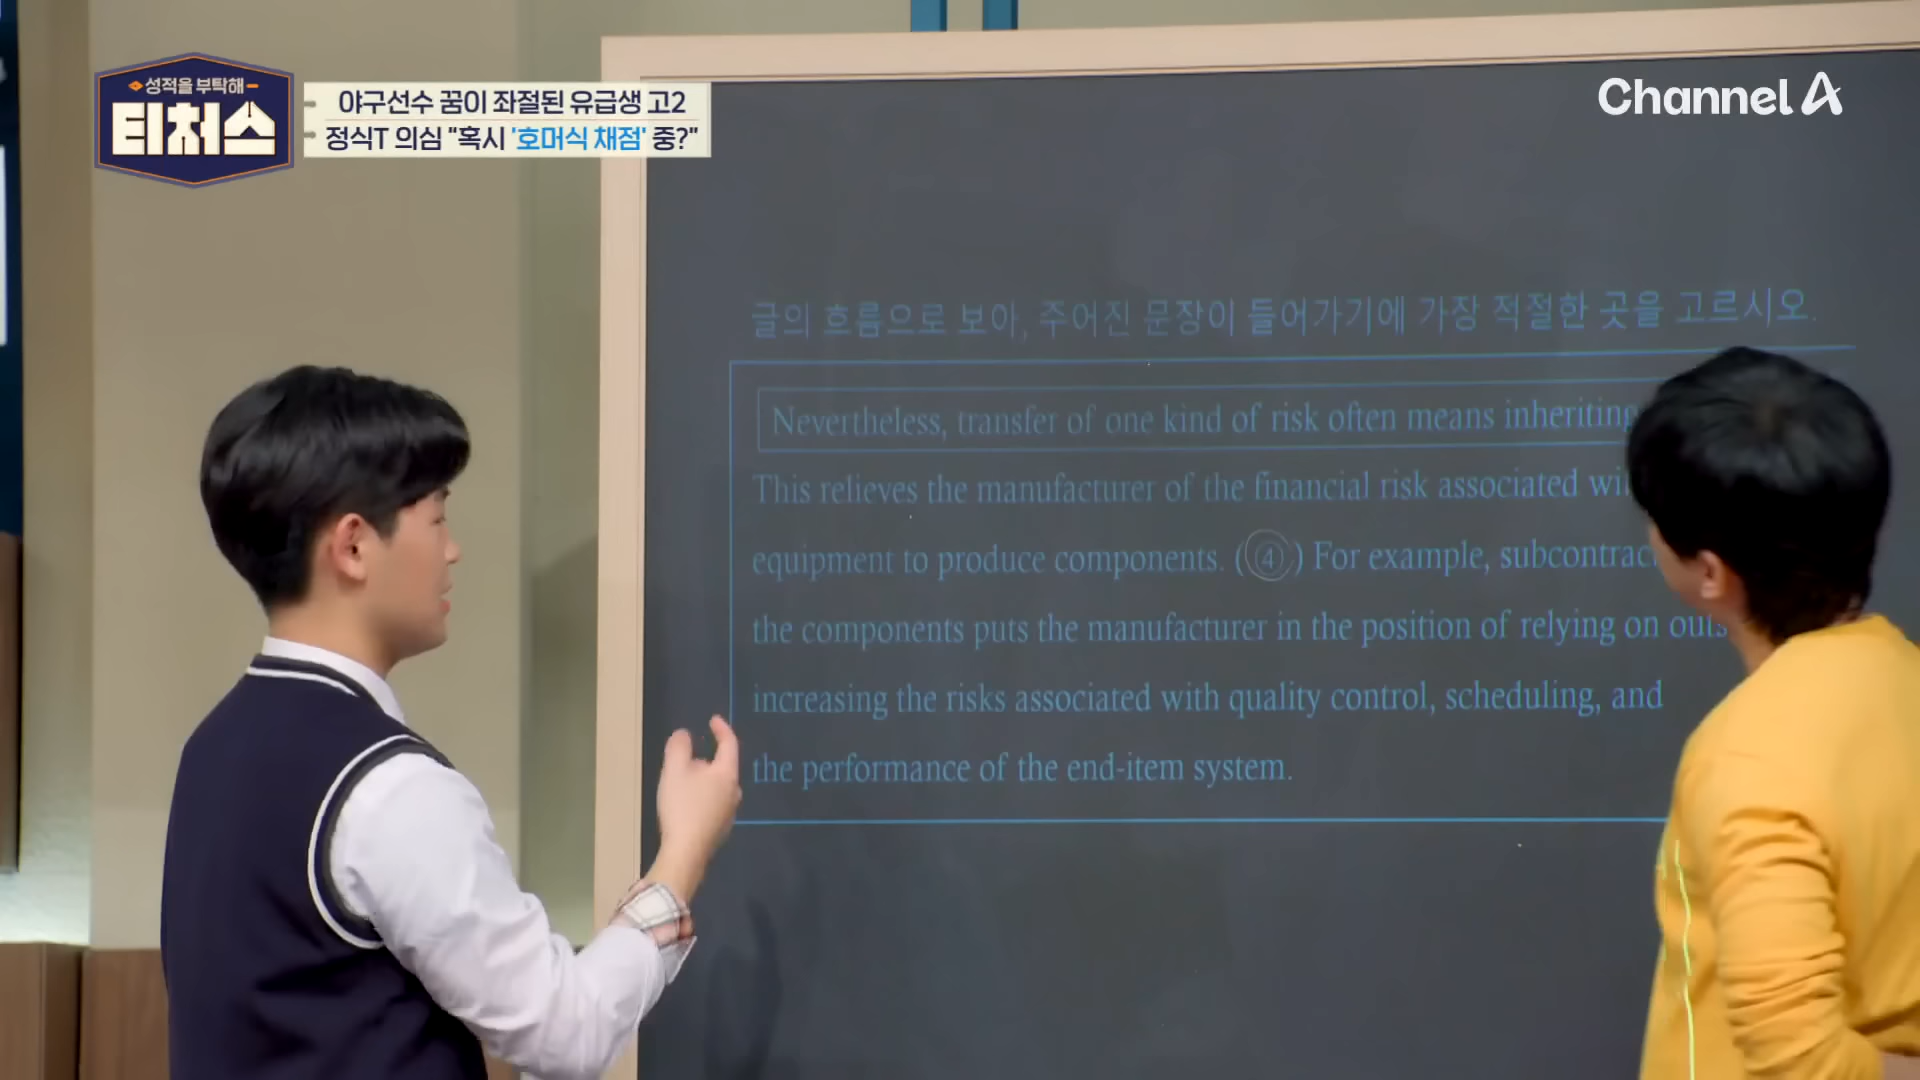 성적을 부탁해
티처스
야구선수 꿈이 좌절된 유급생 고2
정식T 의심 "혹시 '호머식 채점' 중?"
Channel A
글의 흐름으로 보아, 주어진 문장이 들어가기에 가장 적절한 곳을 고르시오.
Nevertheless, transfer of one kind of risk often means inheriting
This relieves the manufacturer of the financial risk associated
equipment to produce components. (④) For example,
the components puts the manufacturer in the position of relying on
increasing the risks associated with quality control, scheduling, and
the performance of the end-item system.